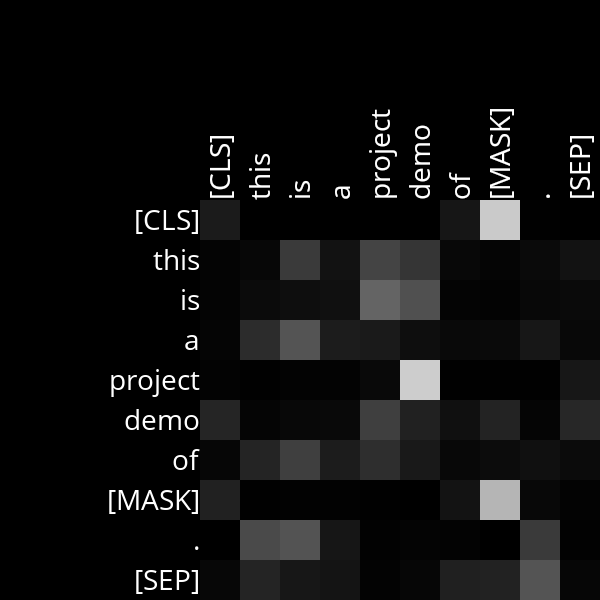 [CLS] this is a project demo of [MASK] . [SEP]
[CLS]
this
is
a
project
demo
of
[MASK]
.
[SEP]